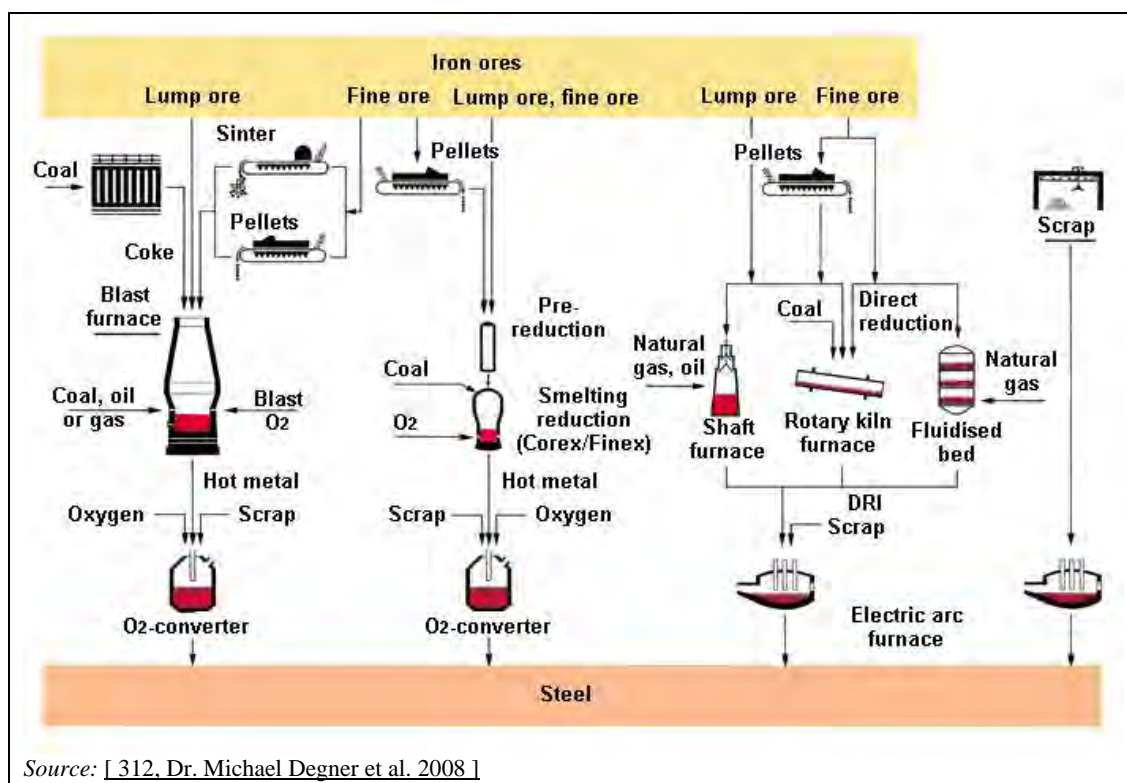 Iron ores
Lump ore
Fine ore
Lump ore, fine ore
Lump ore
Fine ore
Sinter
Coal
Pellets
Coke
Pellets
Blast
furnace
Coal, oil
or gas
Blast
O2
Hot metal
Oxygen
Scrap
O2-converter
Pre-
reduction
Coal
O2
Smelting
reduction
(Corex/Finex)
Hot metal
Scrap
Oxygen
O2-converter
Pellets
Coal
Direct
reduction
Natural
gas, oil
Natural
gas
Shaft
furnace
Rotary kiln
furnace
Fluidised
bed
DRI
Scrap
Electric arc
furnace
Scrap
Steel
Source: [ 312, Dr. Michael Degner et al. 2008 ]